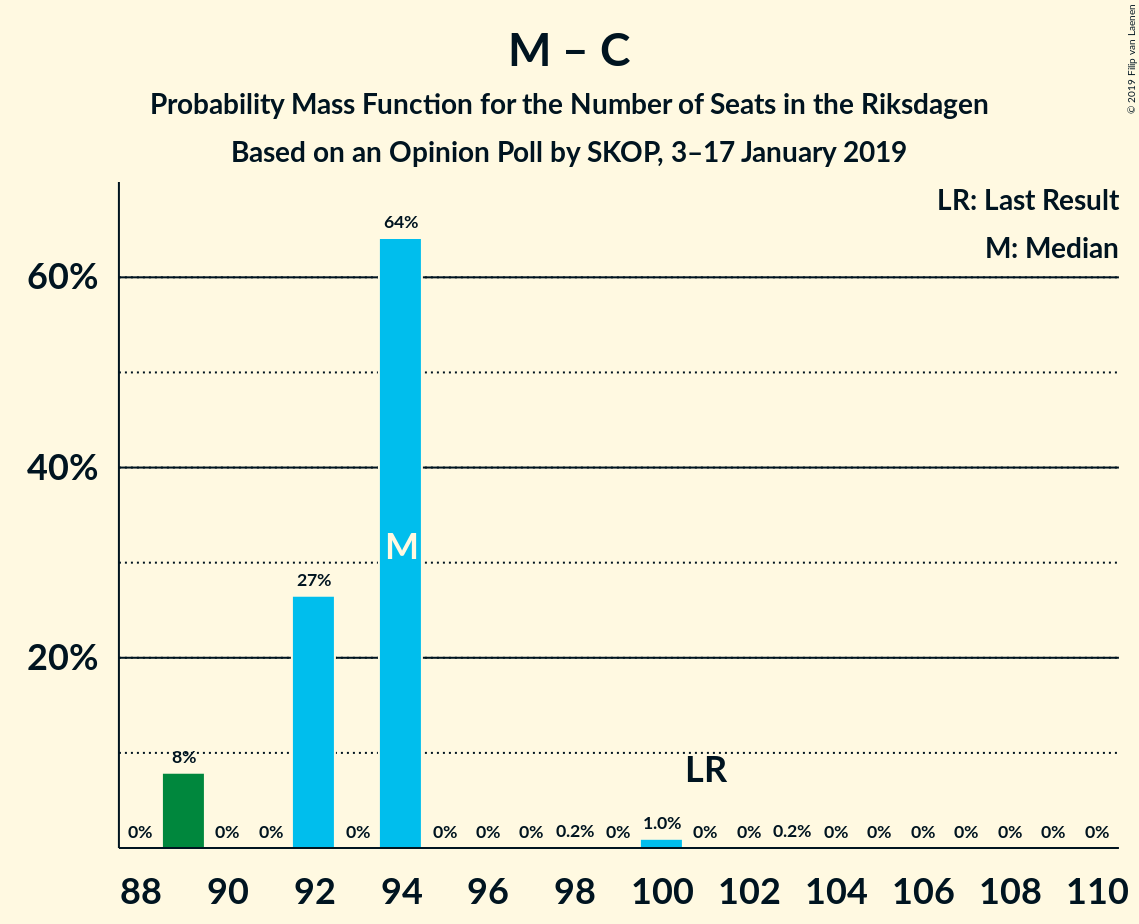 M – C
Probability Mass Function for the Number of Seats in the Riksdagen
Based on an Opinion Poll by SKOP, 3–17 January 2019
© 2019 Filip van Laenen
LR: Last Result
M: Median
60%
40%
20%
64%
M
27%
8%
LR
0% 0% 0% 0% 0% 0% 0% 0.2% 0% 1.0% 0% 0% 0.2% 0% 0% 0% 0% 0% 0% 0%
88 90 92 94 96 98 100 102 104 106 108 110